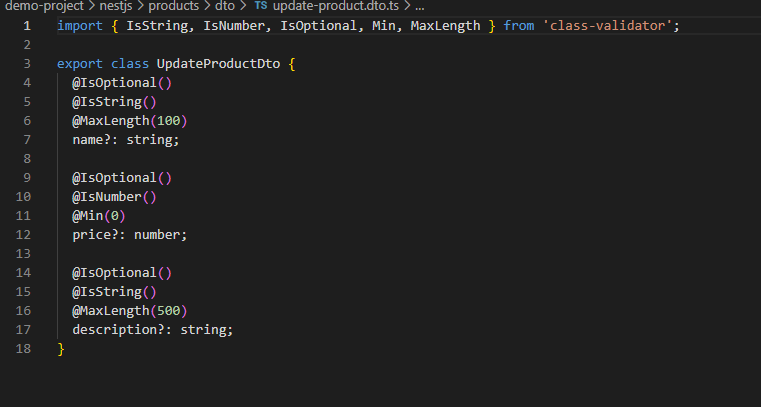 demo-project > nestjs > products > dto > TS update-product.dto.ts > ...
1 import { IsString, IsNumber, IsOptional, Min, MaxLength } from 'class-validator';
2
3 export class UpdateProductDto {
4   @IsOptional()
5   @IsString()
6   @MaxLength(100)
7   name?: string;
8
9   @IsOptional()
10   @IsNumber()
11   @Min(0)
12   price?: number;
13
14   @IsOptional()
15   @IsString()
16   @MaxLength(500)
17   description?: string;
18 }